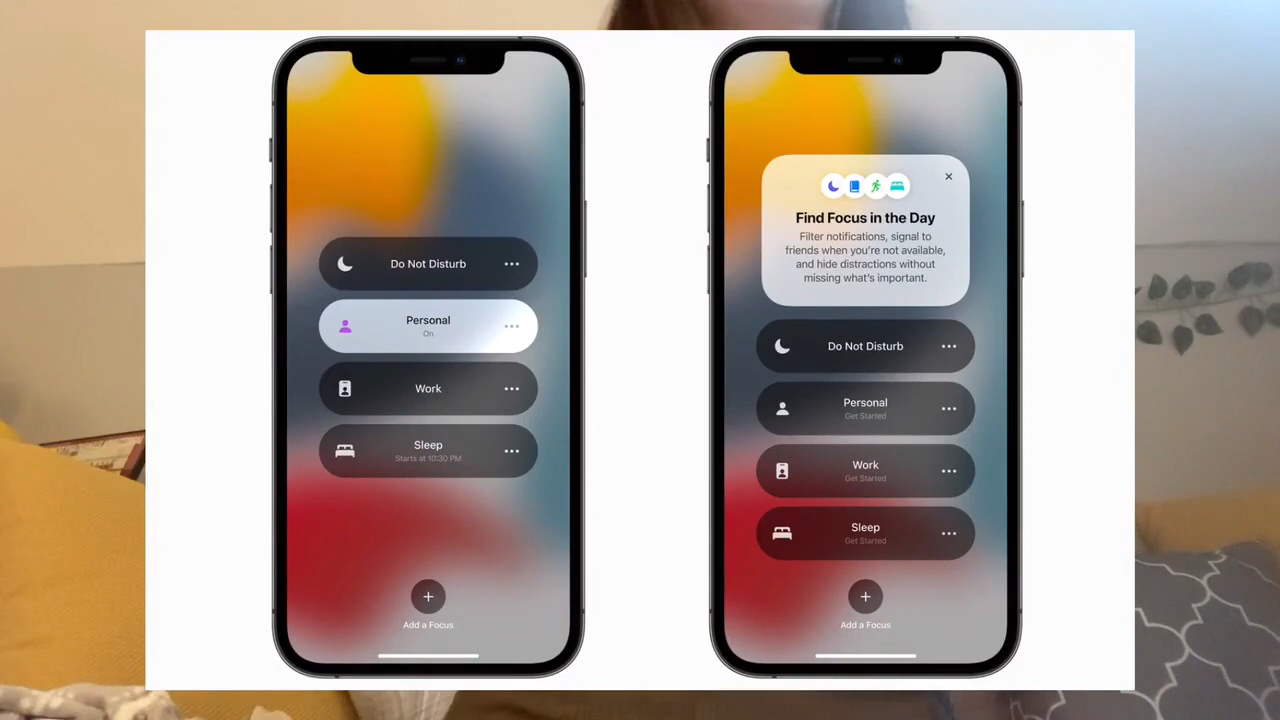 Do Not Disturb
Personal
On
Work
Sleep
Starts at 10:30 PM
Add a Focus
Find Focus in the Day
Filter notifications, signal to
friends when you're not available,
and hide distractions without
missing what's important.
Do Not Disturb
Personal
Get Started
Work
Get Started
Sleep
Get Started
Add a Focus